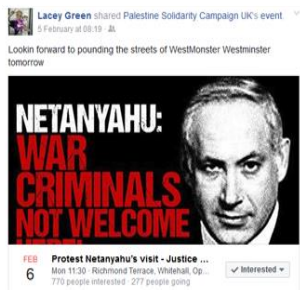 Lacey Green shared Palestine Solidarity Campaign UK's event
5 February at 08:19
Lookin forward to pounding the streets of WestMonster Westminster
tomorrow
NETANYAHU:
WAR
CRIMINALS
NOT WELCOME
FEB
6
Protest Netanyahu's visit - Justice ...
Mon 11:30 · Richmond Terrace, Whitehall, Op...
770 people interested · 277 people going
✓ Interested